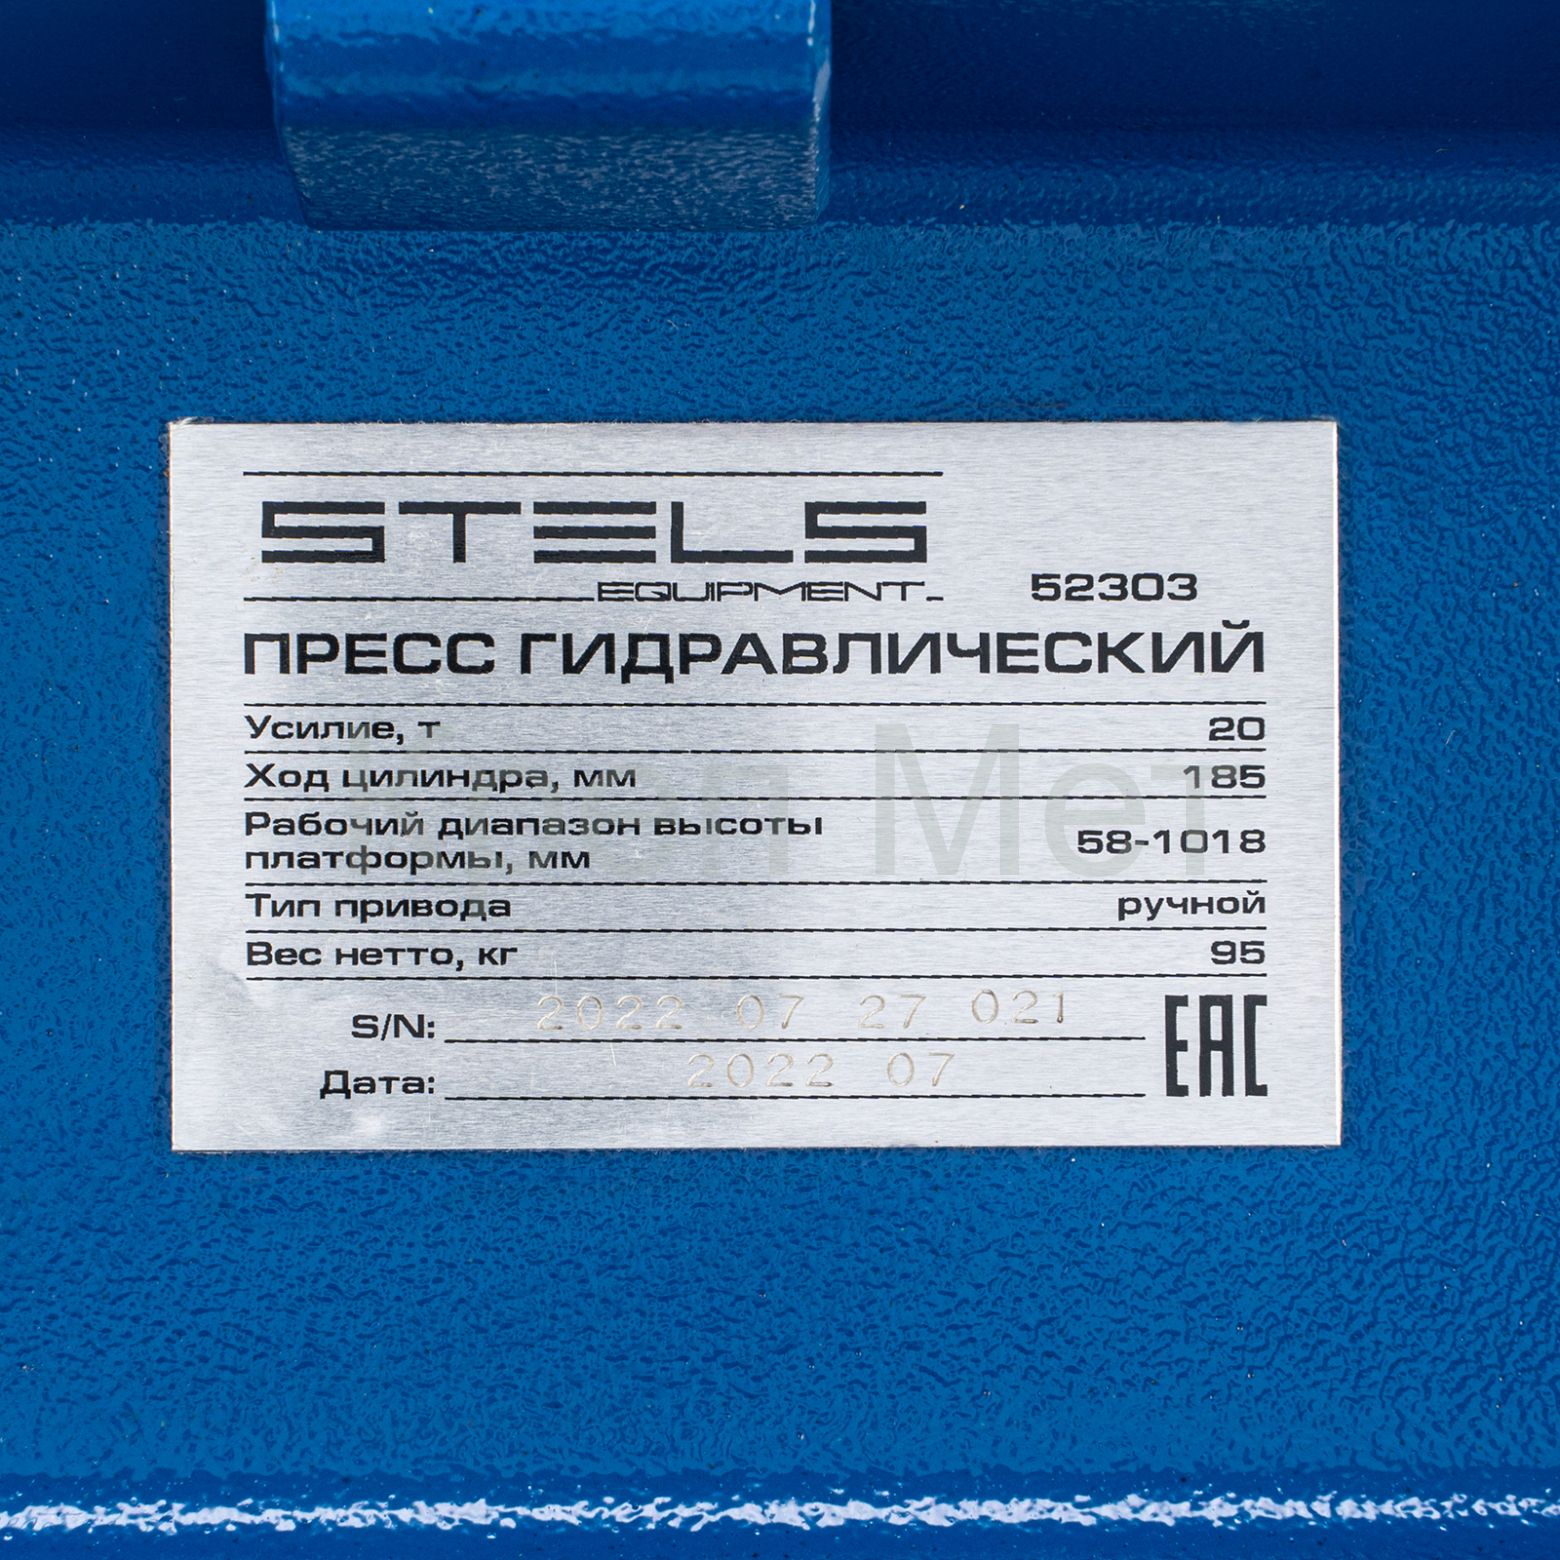 STELS
EQUIPMENT
52303
ПРЕСС ГИДРАВЛИЧЕСКИЙ
Усилие, т 20
Ход цилиндра, мм 185
Рабочий диапазон высоты
платформы, мм 58-1018
Тип привода ручной
Вес нетто, кг 95
S/N: 2022 07 27 021
Дата: 2022 07
EAC
Мет